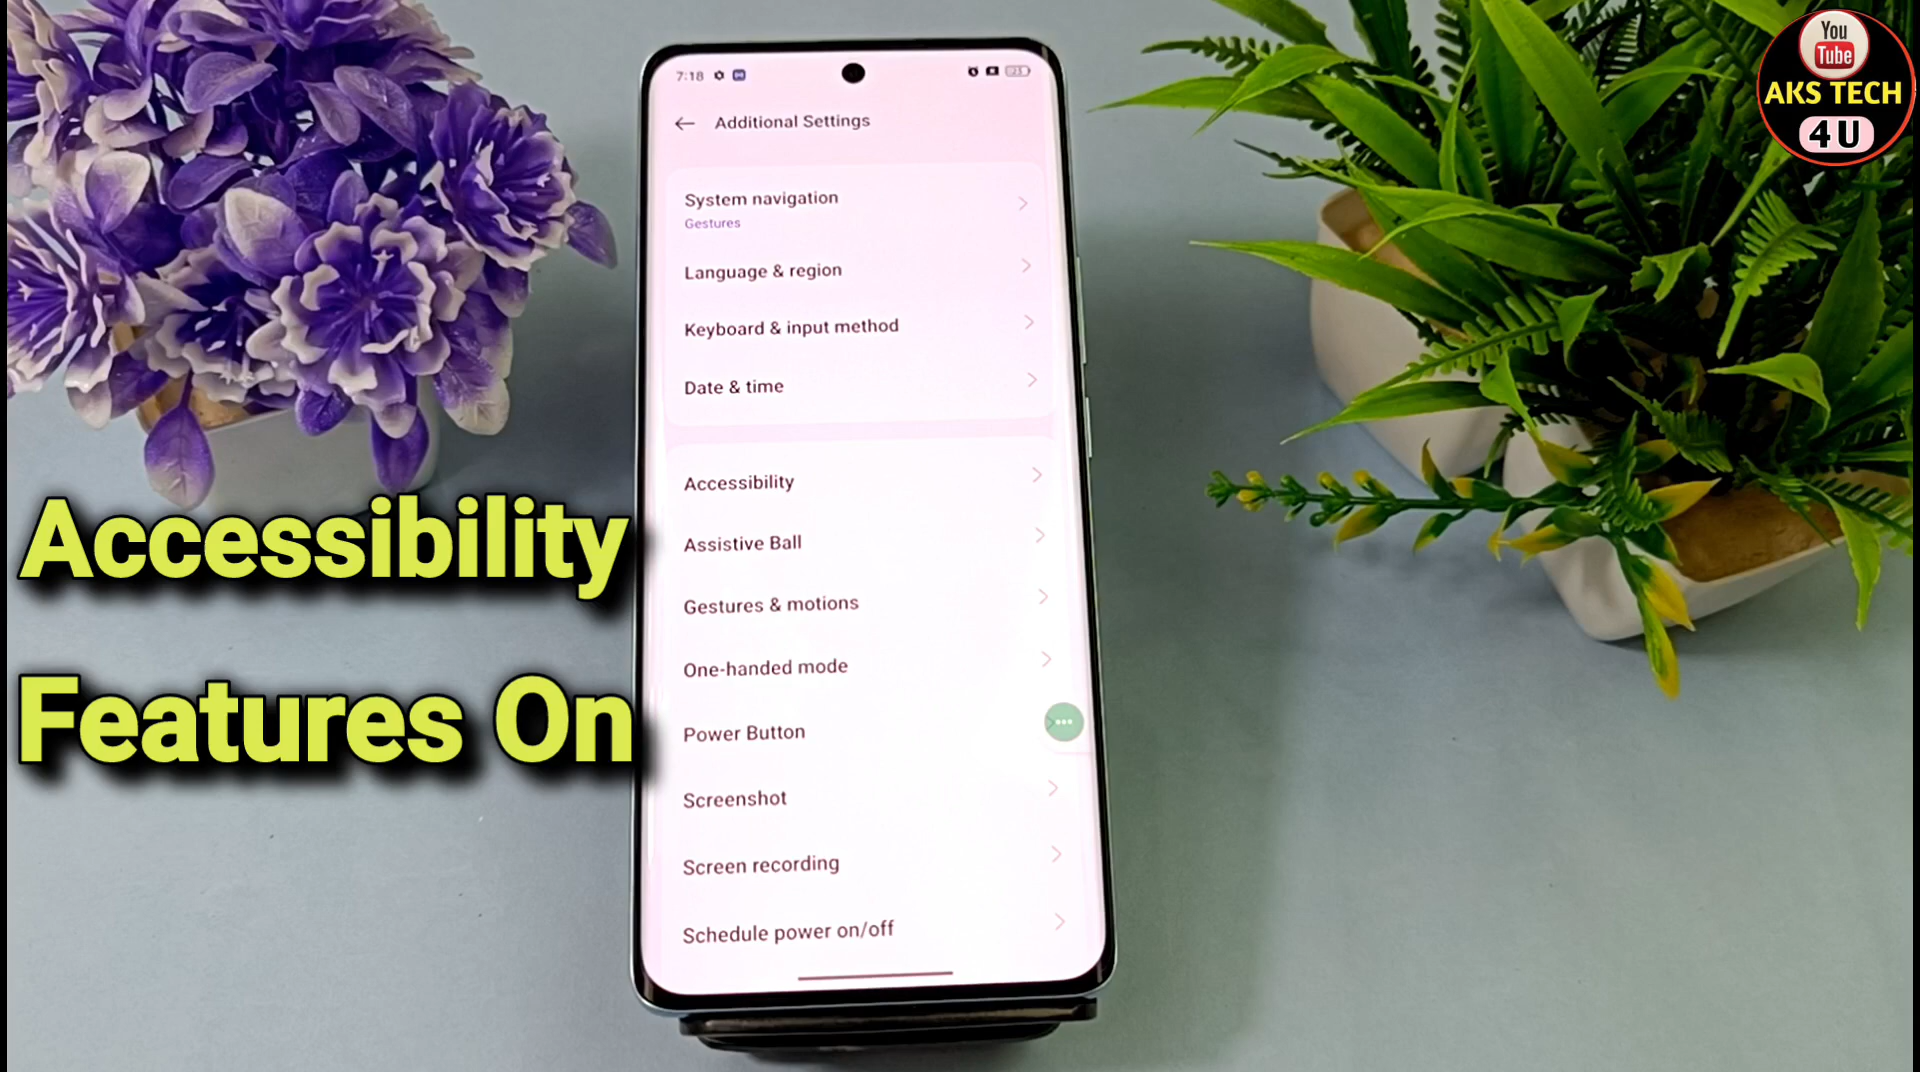 7:18
23
Additional Settings
System navigation
Gestures
Language & region
Keyboard & input method
Date & time
Accessibility
Assistive Ball
Gestures & motions
One-handed mode
Power Button
Screenshot
Screen recording
Schedule power on/off
Accessibility
Features On
You
Tube
AKS TECH
4 U